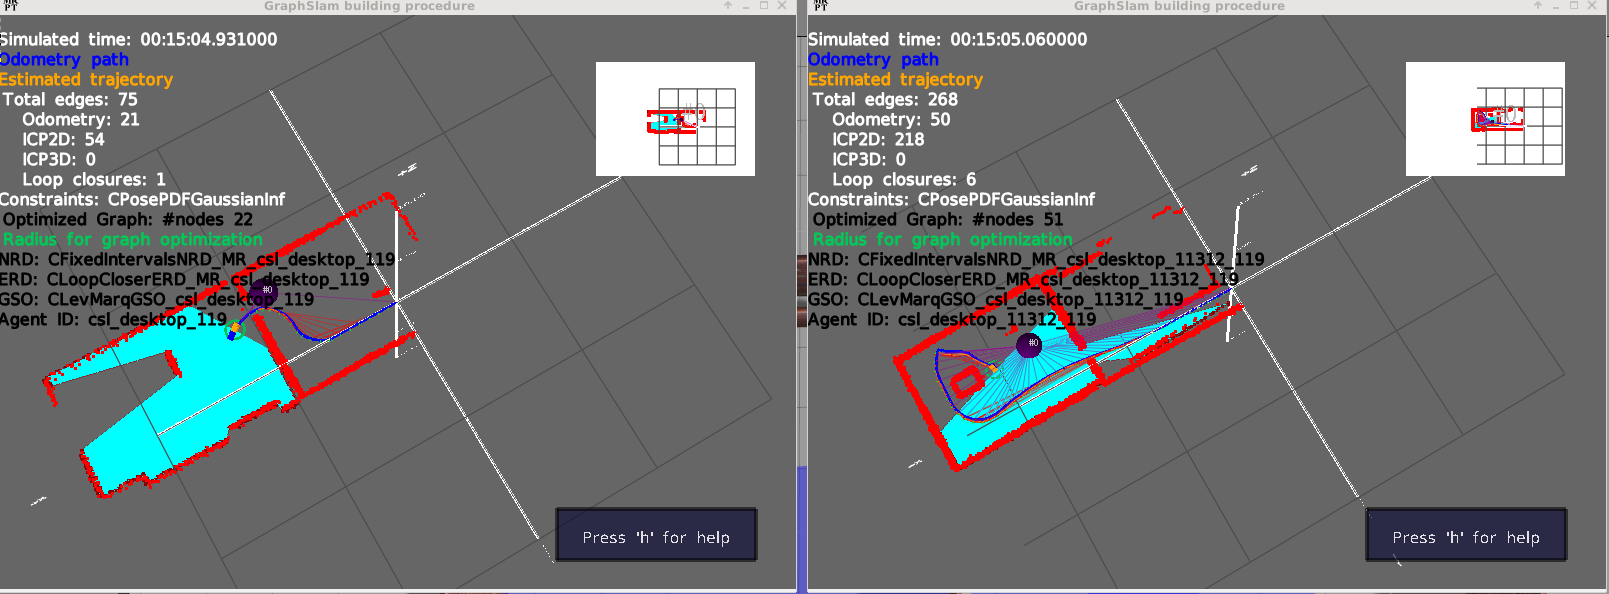 MR
PT
GraphSlam building procedure
Simulated time: 00:15:04.931000
Odometry path
Estimated trajectory
Total edges: 75
Odometry: 21
ICP2D: 54
ICP3D: 0
Loop closures: 1
Constraints: CPosePDFGaussianInf
Optimized Graph: #nodes 22
Radius for graph optimization
NRD: CFixedIntervalsNRD_MR_csl_desktop_119
ERD: CLoopCloserERD_MR_csl_desktop_119
GSO: CLevMarqGSO_csl_desktop_119
Agent ID: csl_desktop_119
#0
Press 'h' for help
MR
PT
GraphSlam building procedure
Simulated time: 00:15:05.060000
Odometry path
Estimated trajectory
Total edges: 268
Odometry: 50
ICP2D: 218
ICP3D: 0
Loop closures: 6
Constraints: CPosePDFGaussianInf
Optimized Graph: #nodes 51
Radius for graph optimization
NRD: CFixedIntervalsNRD_MR_csl_desktop_11312_119
ERD: CLoopCloserERD_MR_csl_desktop_11312_119
GSO: CLevMarqGSO_csl_desktop_11312_119
Agent ID: csl_desktop_11312_119
#0
Press 'h' for help